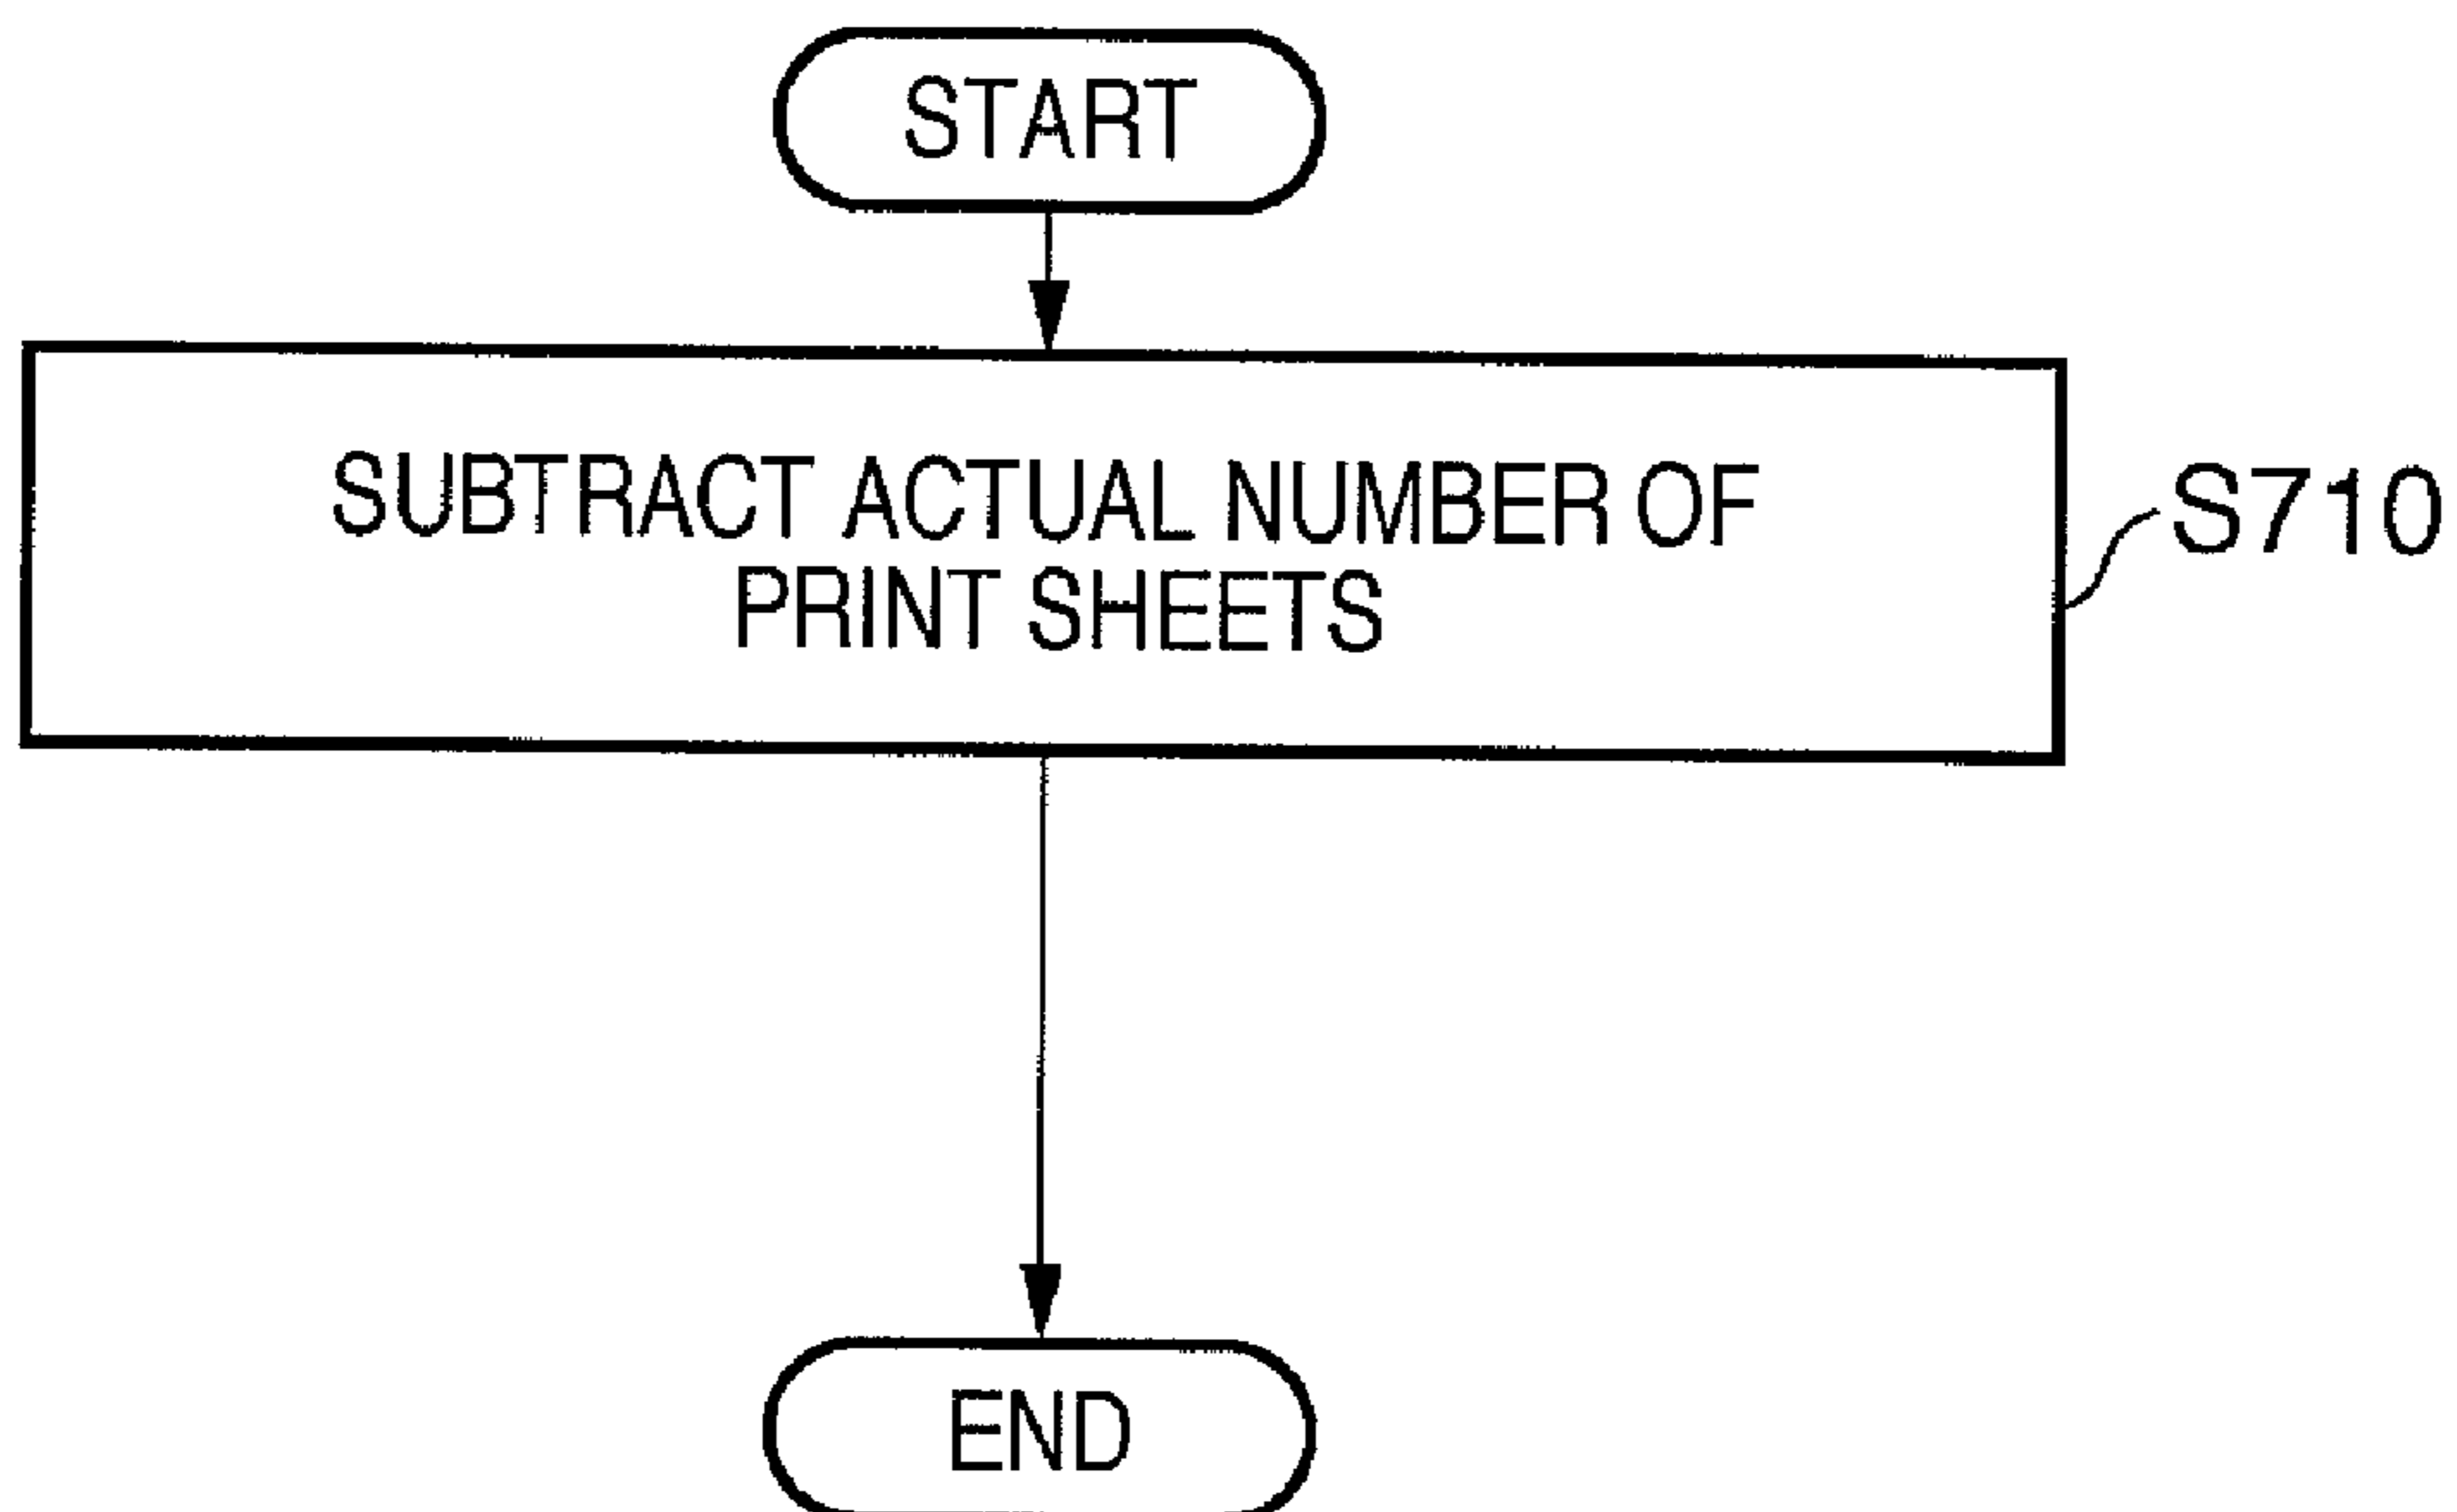 START
SUBTRACT ACTUAL NUMBER OF
PRINT SHEETS
S710
END